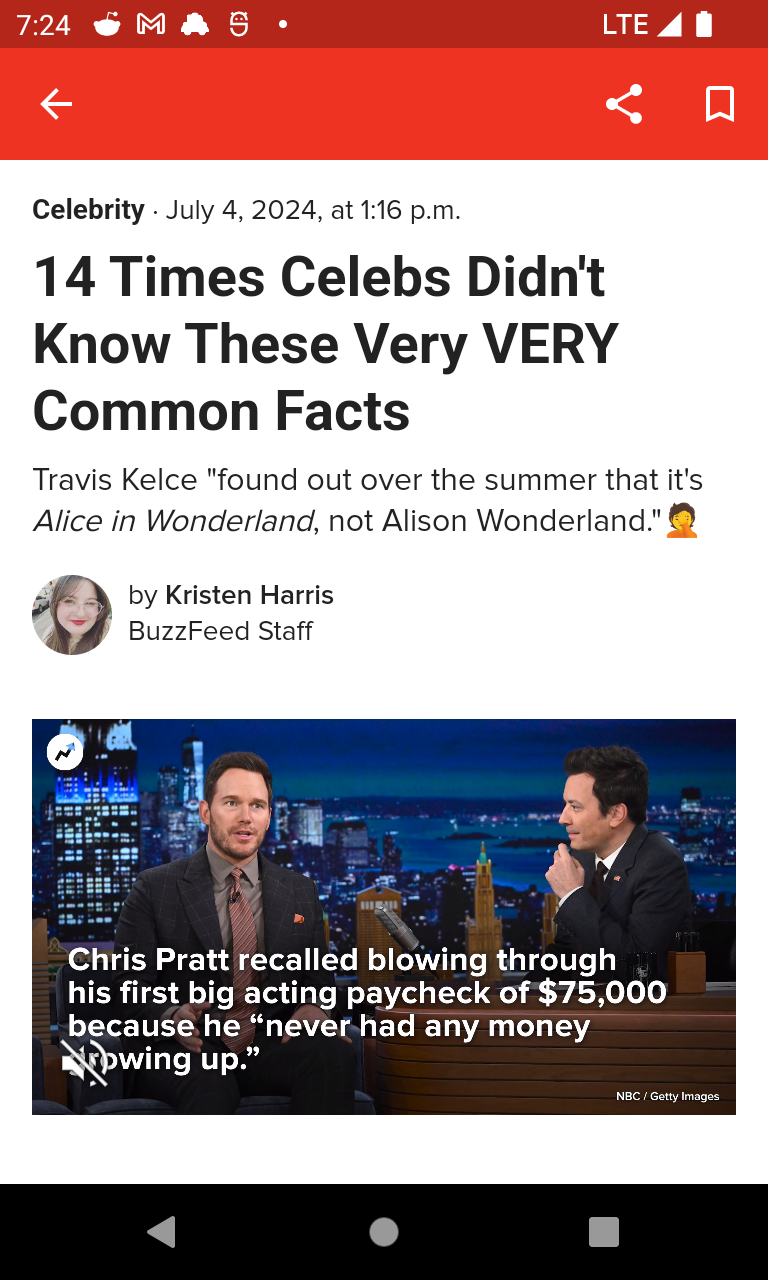 7:24
LTE
Celebrity · July 4, 2024, at 1:16 p.m.
14 Times Celebs Didn't
Know These Very VERY
Common Facts
Travis Kelce "found out over the summer that it's
Alice in Wonderland, not Alison Wonderland."🤦
by Kristen Harris
BuzzFeed Staff
Chris Pratt recalled blowing through
his first big acting paycheck of $75,000
because he “never had any money
growing up.”
NBC / Getty Images